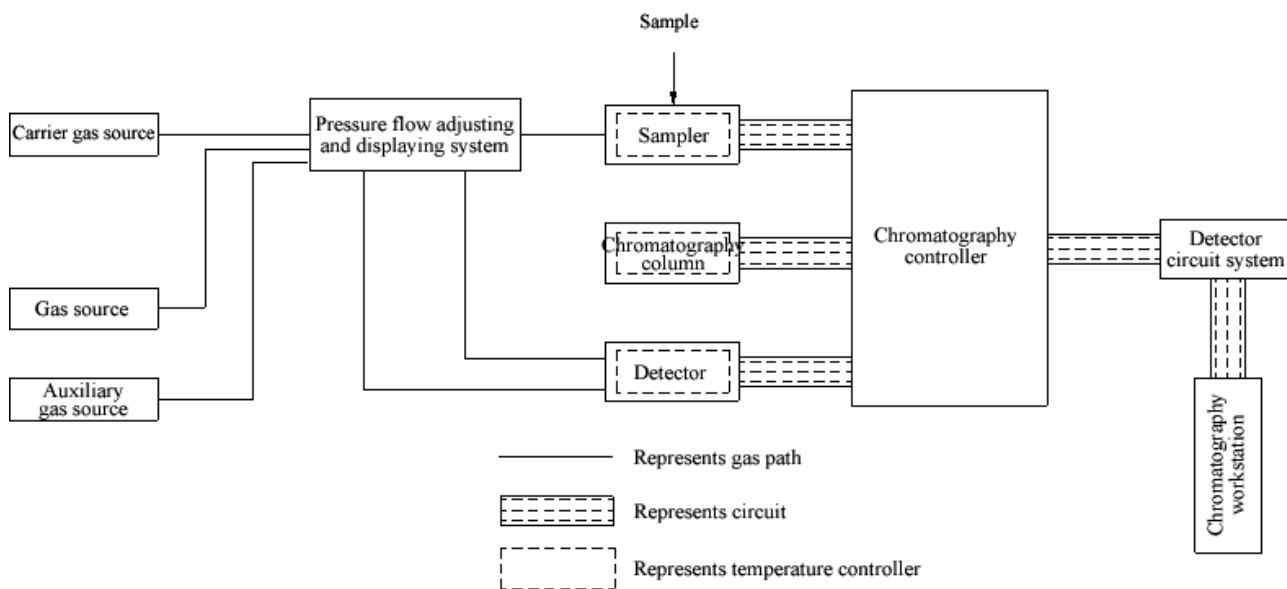 Sample
Carrier gas source
Pressure flow adjusting
and displaying system
Sampler
Chromatography
column
Chromatography
controller
Detector
circuit system
Gas source
Auxiliary
gas source
Detector
Chromatography
workstation
Represents gas path
Represents circuit
Represents temperature controller